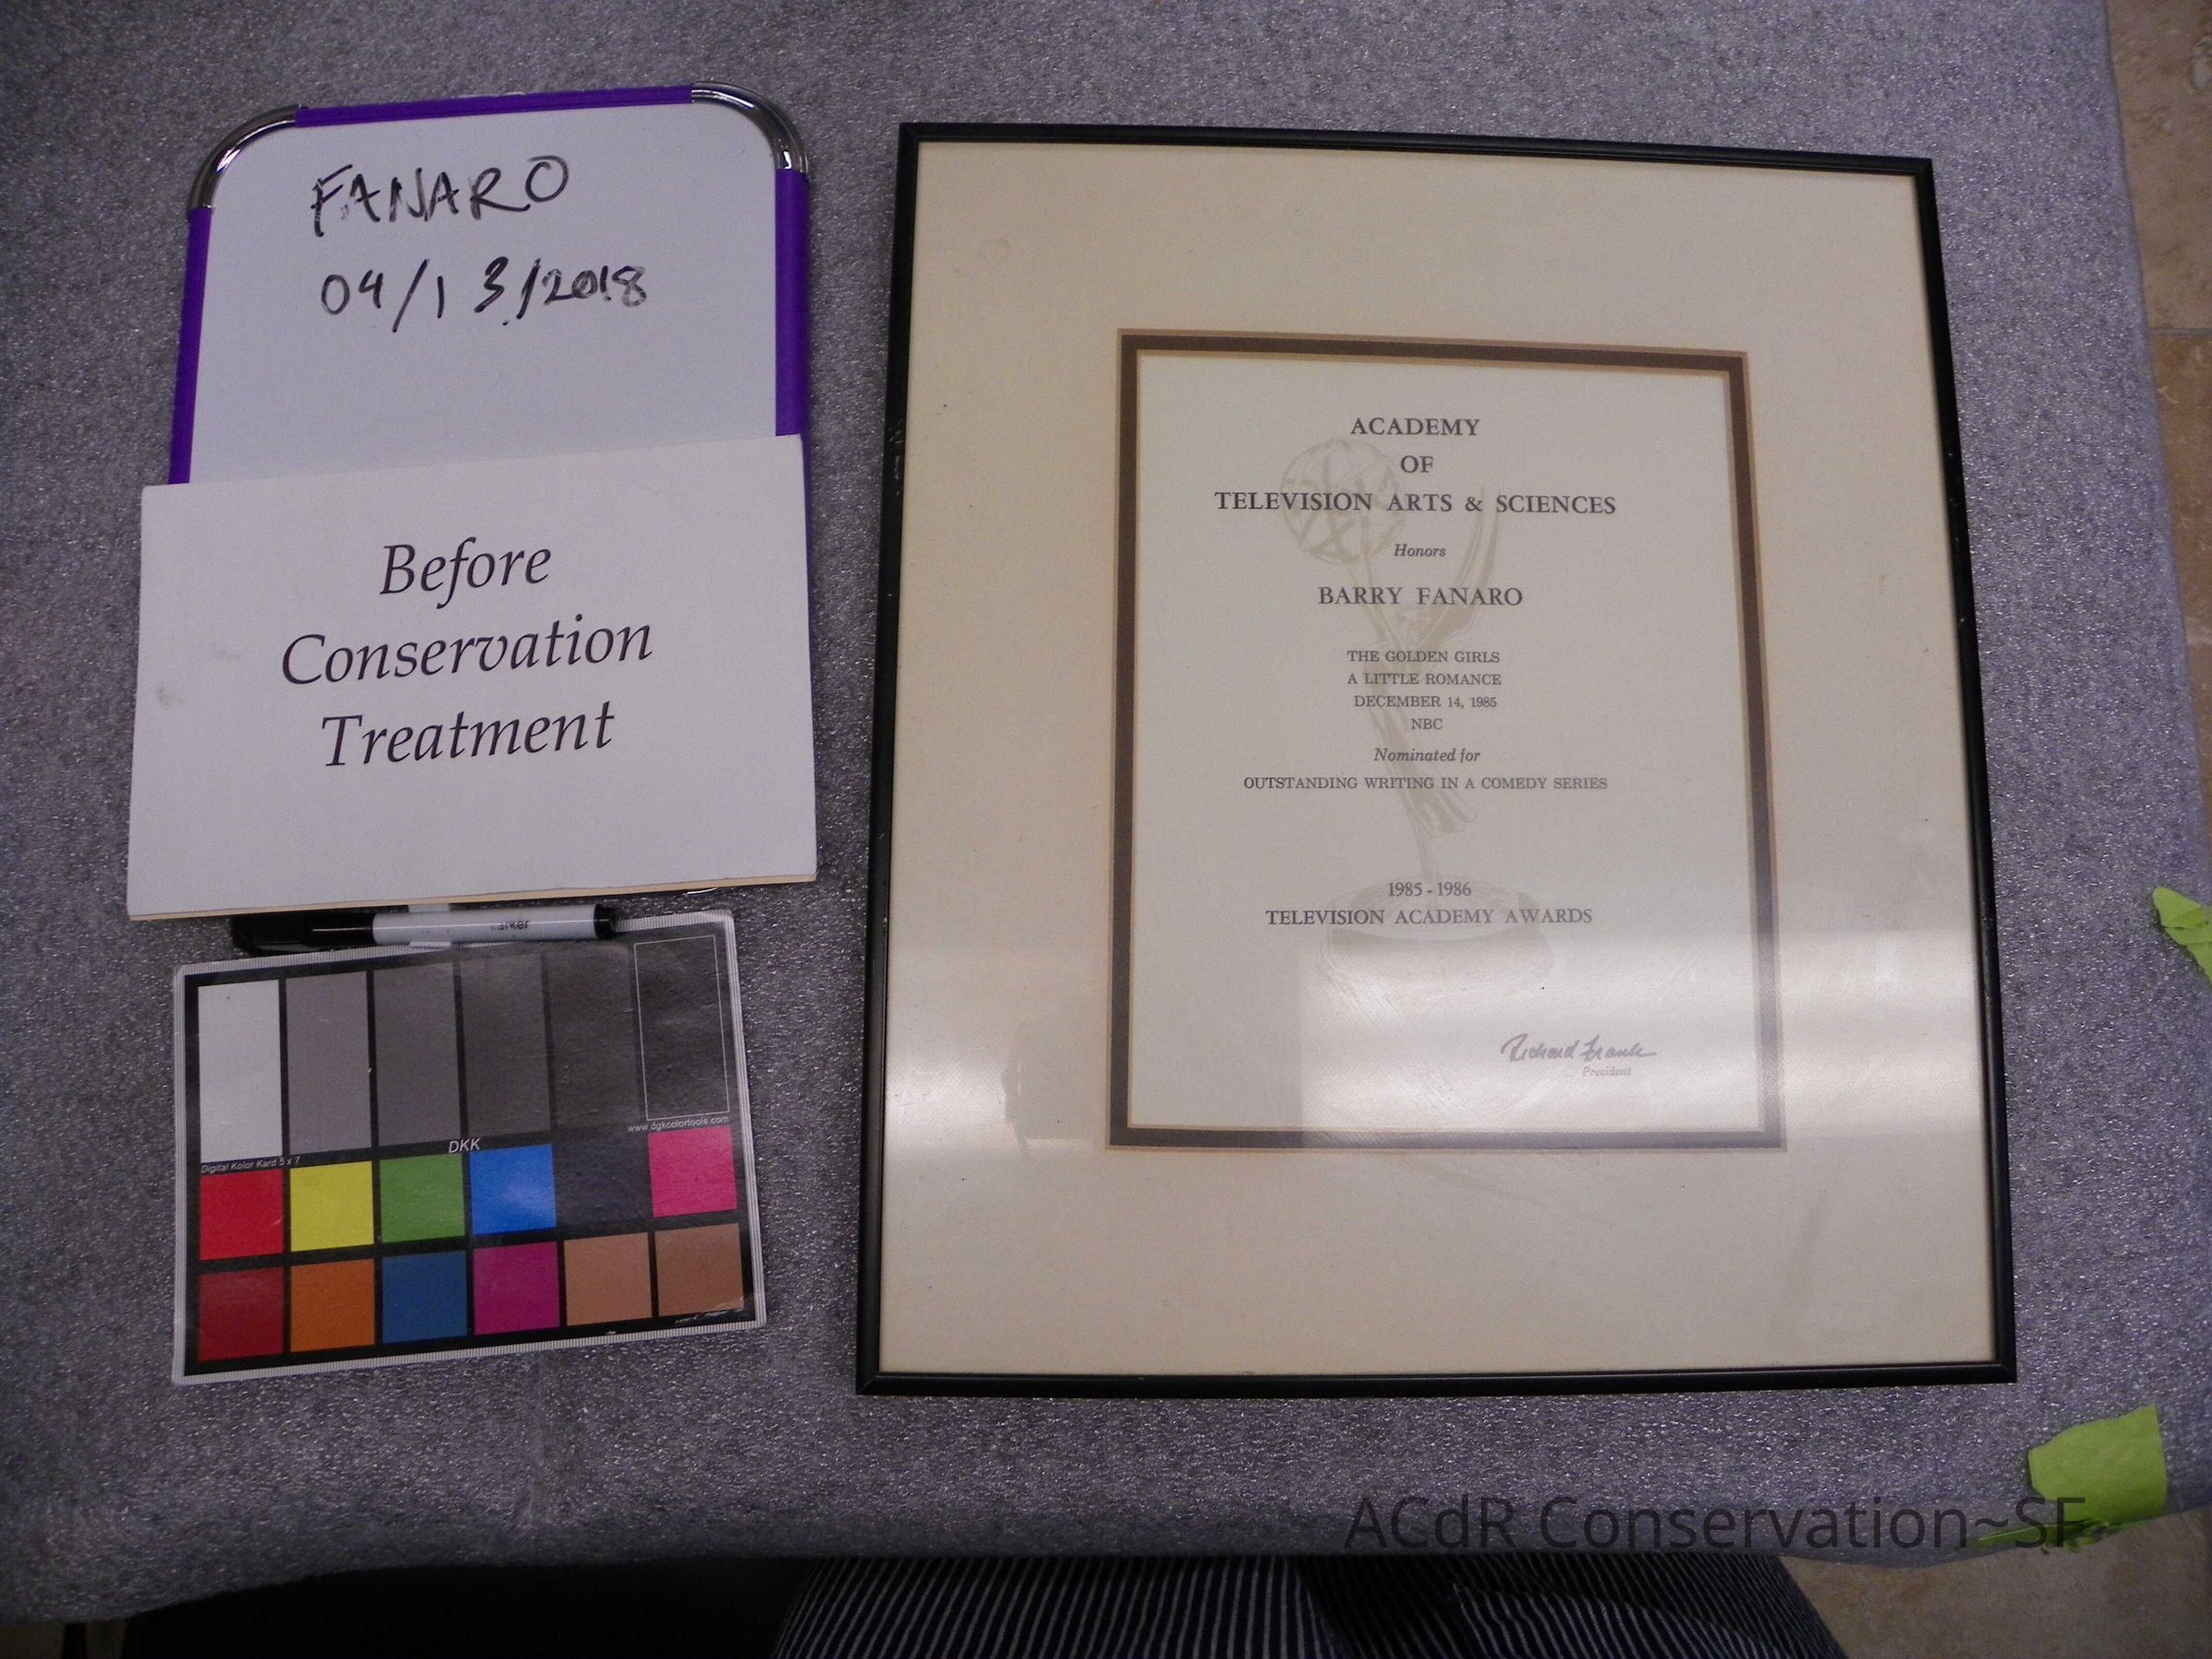 FANARO
04/13/2018
Before
Conservation
Treatment
Digital Kolor Kard 5 x 7
DKK
www.dgkcolortools.com
ACADEMY
OF
TELEVISION ARTS & SCIENCES
Honors
BARRY FANARO
THE GOLDEN GIRLS
A LITTLE ROMANCE
DECEMBER 14, 1985
NBC
Nominated for
OUTSTANDING WRITING IN A COMEDY SERIES
1985-1986
TELEVISION ACADEMY AWARDS
Richard Frank
President
ACdR Conservation~SF